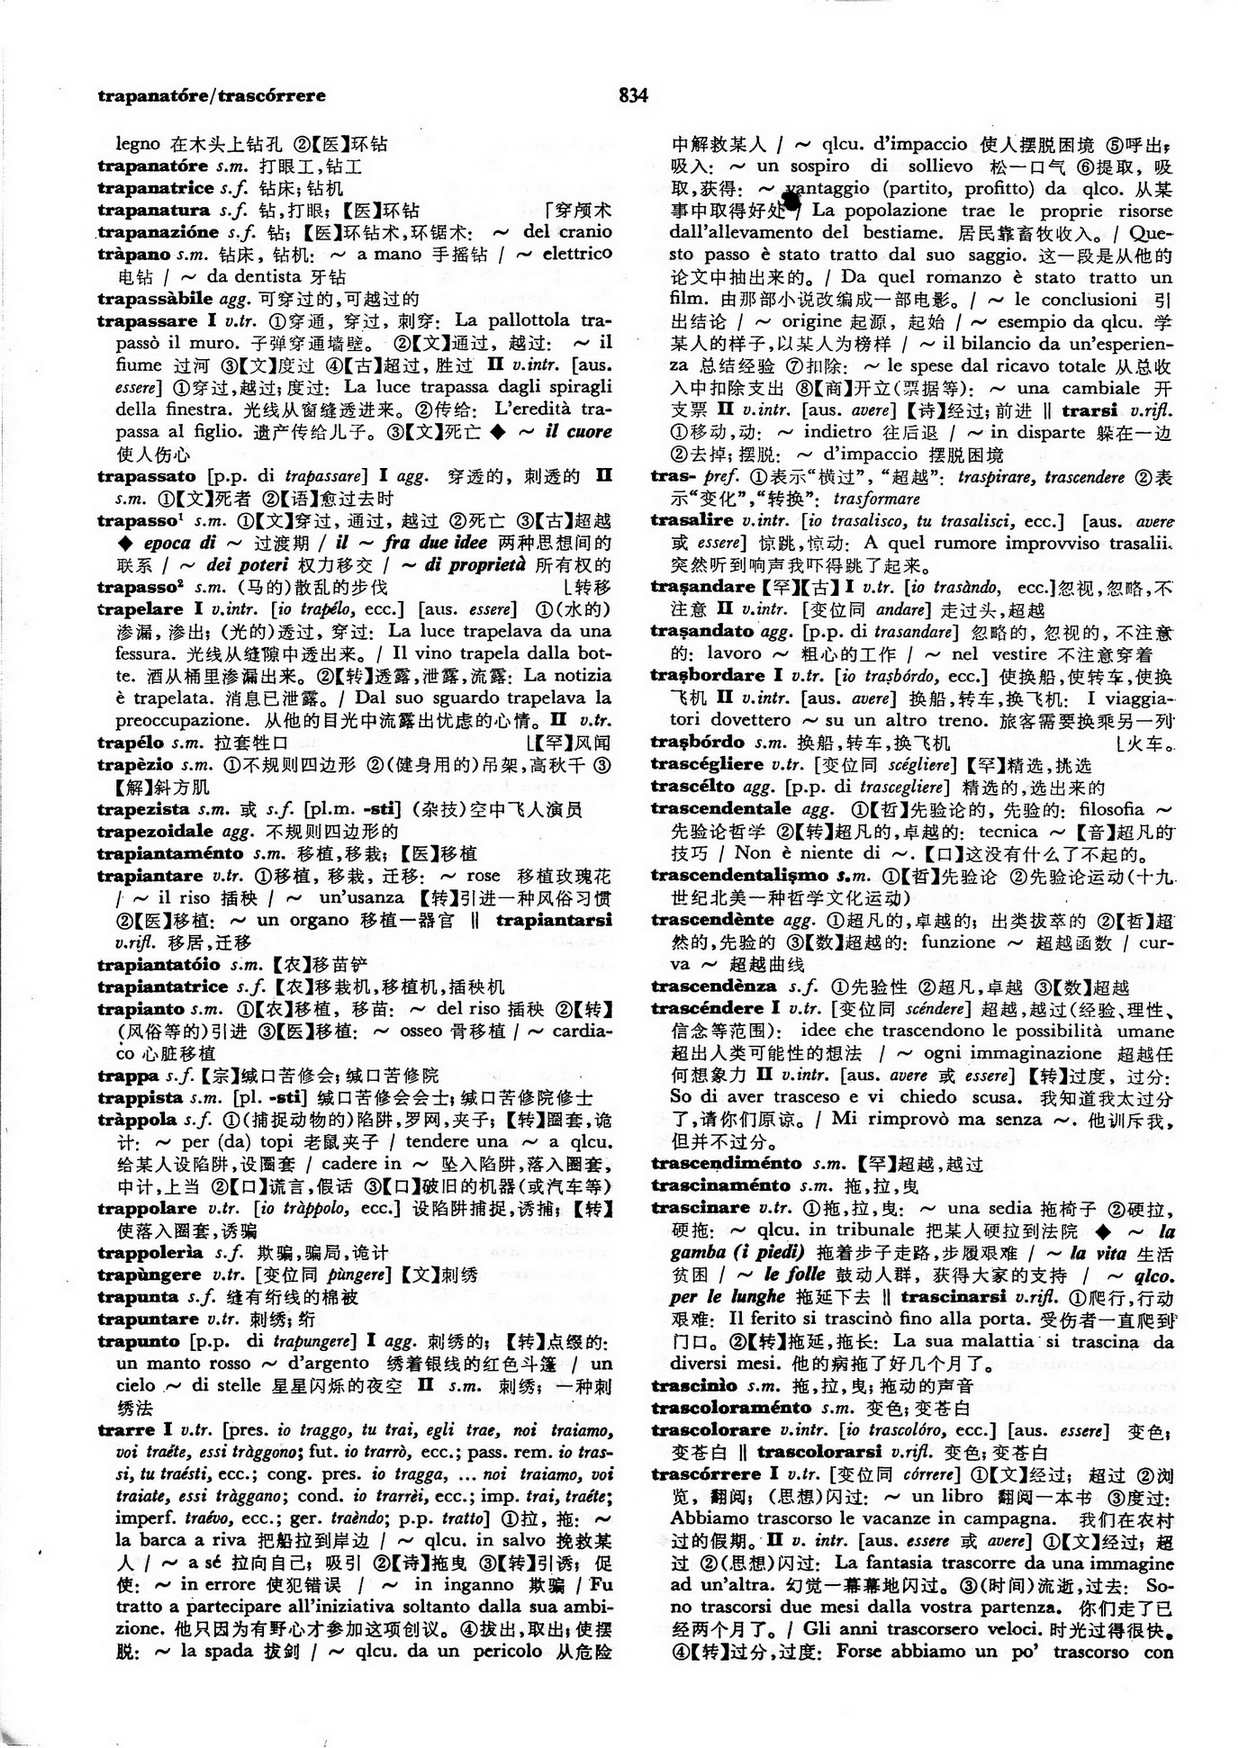 trapanatóre/trascórrere
834
legno 在木头上钻孔 ②【医】环钻
trapanatóre s.m. 打眼工,钻工
trapanatrice s.f. 钻床;钻机
trapanatura s.f. 钻,打眼;【医】环钻 「穿颅术
trapanazióne s.f. 钻;【医】环钻术,环锯术: ~ del cranio
tràpano s.m. 钻床, 钻机: ~ a mano 手摇钻 / ~ elettrico
电钻 / ~ da dentista 牙钻
trapassàbile agg. 可穿过的,可越过的
trapassare I v.tr. ①穿通, 穿过, 刺穿: La pallottola tra-
passò il muro. 子弹穿通墙壁。 ②【文】通过, 越过: ~ il
fiume 过河 ③【文】度过 ④【古】超过, 胜过 II v.intr. [aus.
essere] ①穿过,越过;度过: La luce trapassa dagli spiragli
della finestra. 光线从窗缝透进来。②传给: L'eredità tra-
passa al figlio. 遗产传给儿子。③【文】死亡 ◆ ~ il cuore
使人伤心
trapassato [p.p. di trapassare] I agg. 穿透的, 刺透的 II
s.m. ①【文】死者 ②【语】愈过去时
trapasso¹ s.m. ①【文】穿过, 通过, 越过 ②死亡 ③【古】超越
◆ epoca di ~ 过渡期 / il ~ fra due idee 两种思想间的
联系 / ~ dei poteri 权力移交 / ~ di proprietà 所有权的
trapasso² s.m. (马的)散乱的步伐 ⌊转移
trapelare I v.intr. [io trapélo, ecc.] [aus. essere] ①(水的)
渗漏, 渗出; (光的)透过, 穿过: La luce trapelava da una
fessura. 光线从缝隙中透出来。/ Il vino trapela dalla bot-
te. 酒从桶里渗漏出来。②【转】透露,泄露,流露: La notizia
è trapelata. 消息已泄露。/ Dal suo sguardo trapelava la
preoccupazione. 从他的目光中流露出忧虑的心情。II v.tr.
trapélo s.m. 拉套牲口 ⌊【罕】风闻
trapèzio s.m. ①不规则四边形 ②(健身用的)吊架,高秋千 ③
【解】斜方肌
trapezista s.m. 或 s.f. [pl.m. -sti] (杂技)空中飞人演员
trapezoidale agg. 不规则四边形的
trapiantaménto s.m. 移植,移栽;【医】移植
trapiantare v.tr. ①移植, 移栽, 迁移: ~ rose 移植玫瑰花
/ ~ il riso 插秧 / ~ un'usanza 【转】引进一种风俗习惯
②【医】移植: ~ un organo 移植一器官 ‖ trapiantarsi
v.rifl. 移居,迁移
trapiantatóio s.m.【农】移苗铲
trapiantatrice s.f.【农】移栽机,移植机,插秧机
trapianto s.m. ①【农】移植, 移苗: ~ del riso 插秧 ②【转】
(风俗等的)引进 ③【医】移植: ~ osseo 骨移植 / ~ cardia-
co 心脏移植
trappa s.f.【宗】缄口苦修会;缄口苦修院
trappista s.m. [pl. -sti] 缄口苦修会会士;缄口苦修院修士
tràppola s.f. ①(捕捉动物的)陷阱,罗网,夹子;【转】圈套,诡
计: ~ per (da) topi 老鼠夹子 / tendere una ~ a qlcu.
给某人设陷阱,设圈套 / cadere in ~ 坠入陷阱,落入圈套,
中计,上当 ②【口】谎言,假话 ③【口】破旧的机器(或汽车等)
trappolare v.tr. [io tràppolo, ecc.] 设陷阱捕捉,诱捕;【转】
使落入圈套,诱骗
trappolerìa s.f. 欺骗,骗局,诡计
trapùngere v.tr. [变位同 pùngere]【文】刺绣
trapunta s.f. 缝有绗线的棉被
trapuntare v.tr. 刺绣;绗
trapunto [p.p. di trapungere] I agg. 刺绣的; 【转】点缀的:
un manto rosso ~ d'argento 绣着银线的红色斗篷 / un
cielo ~ di stelle 星星闪烁的夜空 II s.m. 刺绣; 一种刺
绣法
trarre I v.tr. [pres. io traggo, tu trai, egli trae, noi traiamo,
voi traéte, essi tràggono; fut. io trarrò, ecc.; pass. rem. io tras-
si, tu traésti, ecc.; cong. pres. io tragga, ... noi traiamo, voi
traiate, essi tràggano; cond. io trarrèi, ecc.; imp. trai, traéte;
imperf. traévo, ecc.; ger. traèndo; p.p. tratto] ①拉, 拖: ~
la barca a riva 把船拉到岸边 / ~ qlcu. in salvo 挽救某
人 / ~ a sé 拉向自己; 吸引 ②【诗】拖曳 ③【转】引诱; 促
使: ~ in errore 使犯错误 / ~ in inganno 欺骗 / Fu
tratto a partecipare all'iniziativa soltanto dalla sua ambi-
zione. 他只因为有野心才参加这项创议。④拔出,取出;使摆
脱: ~ la spada 拔剑 / ~ qlcu. da un pericolo 从危险
中解救某人 / ~ qlcu. d'impaccio 使人摆脱困境 ⑤呼出,
吸入: ~ un sospiro di sollievo 松一口气 ⑥提取, 吸
取,获得: ~ vantaggio (partito, profitto) da qlco. 从某
事中取得好处 / La popolazione trae le proprie risorse
dall'allevamento del bestiame. 居民靠畜牧收入。/ Que-
sto passo è stato tratto dal suo saggio. 这一段是从他的
论文中抽出来的。/ Da quel romanzo è stato tratto un
film. 由那部小说改编成一部电影。/ ~ le conclusioni 引
出结论 / ~ origine 起源, 起始 / ~ esempio da qlcu. 学
某人的样子,以某人为榜样 / ~ il bilancio da un'esperien-
za 总结经验 ⑦扣除: ~ le spese dal ricavo totale 从总收
入中扣除支出 ⑧【商】开立(票据等): ~ una cambiale 开
支票 II v.intr. [aus. avere]【诗】经过;前进 ‖ trarsi v.rifl.
①移动,动: ~ indietro 往后退 / ~ in disparte 躲在一边
②去掉;摆脱: ~ d'impaccio 摆脱困境
tras- pref. ①表示“横过”, “超越”: traspirare, trascendere ②表
示“变化”,“转换”: trasformare
trasalire v.intr. [io trasalisco, tu trasalisci, ecc.] [aus. avere
或 essere] 惊跳,惊动: A quel rumore improvviso trasalii.
突然听到响声我吓得跳了起来。
traṣandare【罕】【古】I v.tr. [io trasàndo, ecc.]忽视,忽略,不
注意 II v.intr. [变位同 andare] 走过头,超越
traṣandato agg. [p.p. di trasandare] 忽略的, 忽视的, 不注意
的: lavoro ~ 粗心的工作 / ~ nel vestire 不注意穿着
traṣbordare I v.tr. [io traṣbórdo, ecc.] 使换船,使转车,使换
飞机 II v.intr. [aus. avere] 换船,转车,换飞机: I viaggia-
tori dovettero ~ su un altro treno. 旅客需要换乘另一列
traṣbórdo s.m. 换船,转车,换飞机 ⌊火车。
trascégliere v.tr. [变位同 scégliere]【罕】精选,挑选
trascélto agg. [p.p. di trascegliere] 精选的,选出来的
trascendentale agg. ①【哲】先验论的, 先验的: filosofia ~
先验论哲学 ②【转】超凡的,卓越的: tecnica ~【音】超凡的
技巧 / Non è niente di ~.【口】这没有什么了不起的。
trascendentaliṣmo s.m. ①【哲】先验论 ②先验论运动(十九
世纪北美一种哲学文化运动)
trascendènte agg. ①超凡的,卓越的; 出类拔萃的 ②【哲】超
然的,先验的 ③【数】超越的: funzione ~ 超越函数 / cur-
va ~ 超越曲线
trascendènza s.f. ①先验性 ②超凡,卓越 ③【数】超越
trascéndere I v.tr. [变位同 scéndere] 超越,越过(经验、理性、
信念等范围): idee che trascendono le possibilità umane
超出人类可能性的想法 / ~ ogni immaginazione 超越任
何想象力 II v.intr. [aus. avere 或 essere]【转】过度, 过分:
So di aver trasceso e vi chiedo scusa. 我知道我太过分
了,请你们原谅。/ Mi rimprovò ma senza ~. 他训斥我,
但并不过分。
trascendiménto s.m.【罕】超越,越过
trascinaménto s.m. 拖,拉,曳
trascinare v.tr. ①拖,拉,曳: ~ una sedia 拖椅子 ②硬拉,
硬拖: ~ qlcu. in tribunale 把某人硬拉到法院 ◆ ~ la
gamba (i piedi) 拖着步子走路,步履艰难 / ~ la vita 生活
贫困 / ~ le folle 鼓动人群, 获得大家的支持 / ~ qlco.
per le lunghe 拖延下去 ‖ trascinarsi v.rifl. ①爬行,行动
艰难: Il ferito si trascinò fino alla porta. 受伤者一直爬到
门口。②【转】拖延,拖长: La sua malattia si trascina da
diversi mesi. 他的病拖了好几个月了。
trascinìo s.m. 拖,拉,曳;拖动的声音
trascoloraménto s.m. 变色;变苍白
trascolorare v.intr. [io trascolóro, ecc.] [aus. essere] 变色;
变苍白 ‖ trascolorarsi v.rifl. 变色;变苍白
trascórrere I v.tr. [变位同 córrere] ①【文】经过; 超过 ②浏
览, 翻阅; (思想)闪过: ~ un libro 翻阅一本书 ③度过:
Abbiamo trascorso le vacanze in campagna. 我们在农村
过的假期。II v. intr. [aus. essere 或 avere] ①【文】经过; 超
过 ②(思想)闪过: La fantasia trascorre da una immagine
ad un'altra. 幻觉一幕幕地闪过。③(时间)流逝,过去: So-
no trascorsi due mesi dalla vostra partenza. 你们走了已
经两个月了。/ Gli anni trascorsero veloci. 时光过得很快。
④【转】过分,过度: Forse abbiamo un po' trascorso con